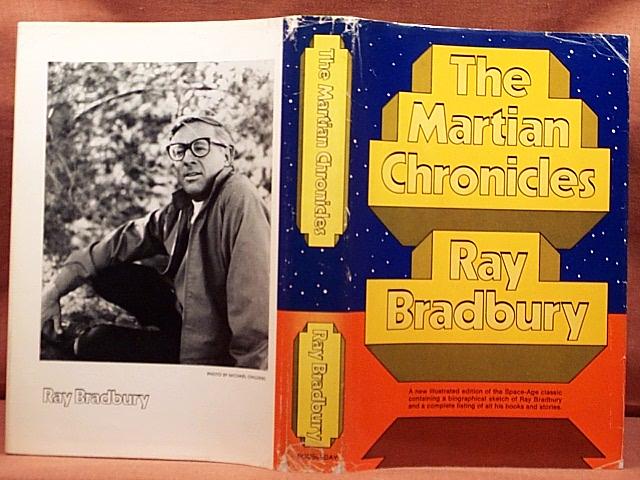 The
Martian
Chronicles
Ray
Bradbury
A new illustrated edition of the Space-Age classic
containing a biographical sketch of Ray Bradbury
and a complete listing of all his books and stories.
The Martian Chronicles
Ray Bradbury
DOUBLEDAY
PHOTO BY MICHAEL
Ray Bradbury